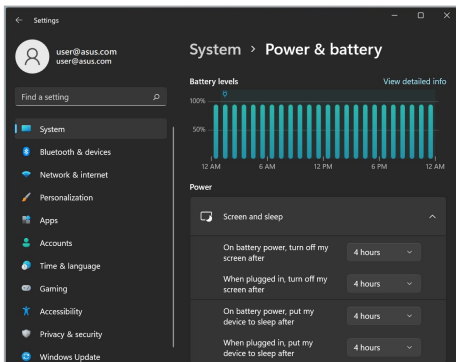 Settings
user@asus.com
user@asus.com
Find a setting
System
Bluetooth & devices
Network & internet
Personalization
Apps
Accounts
Time & language
Gaming
Accessibility
Privacy & security
Windows Update
System > Power & battery
Battery levels
View detailed info
100%
50%
12 AM
6 AM
12 PM
6 PM
12 AM
Power
Screen and sleep
On battery power, turn off my
screen after
4 hours
When plugged in, turn off my
screen after
4 hours
On battery power, put my
device to sleep after
4 hours
When plugged in, put my
device to sleep after
4 hours